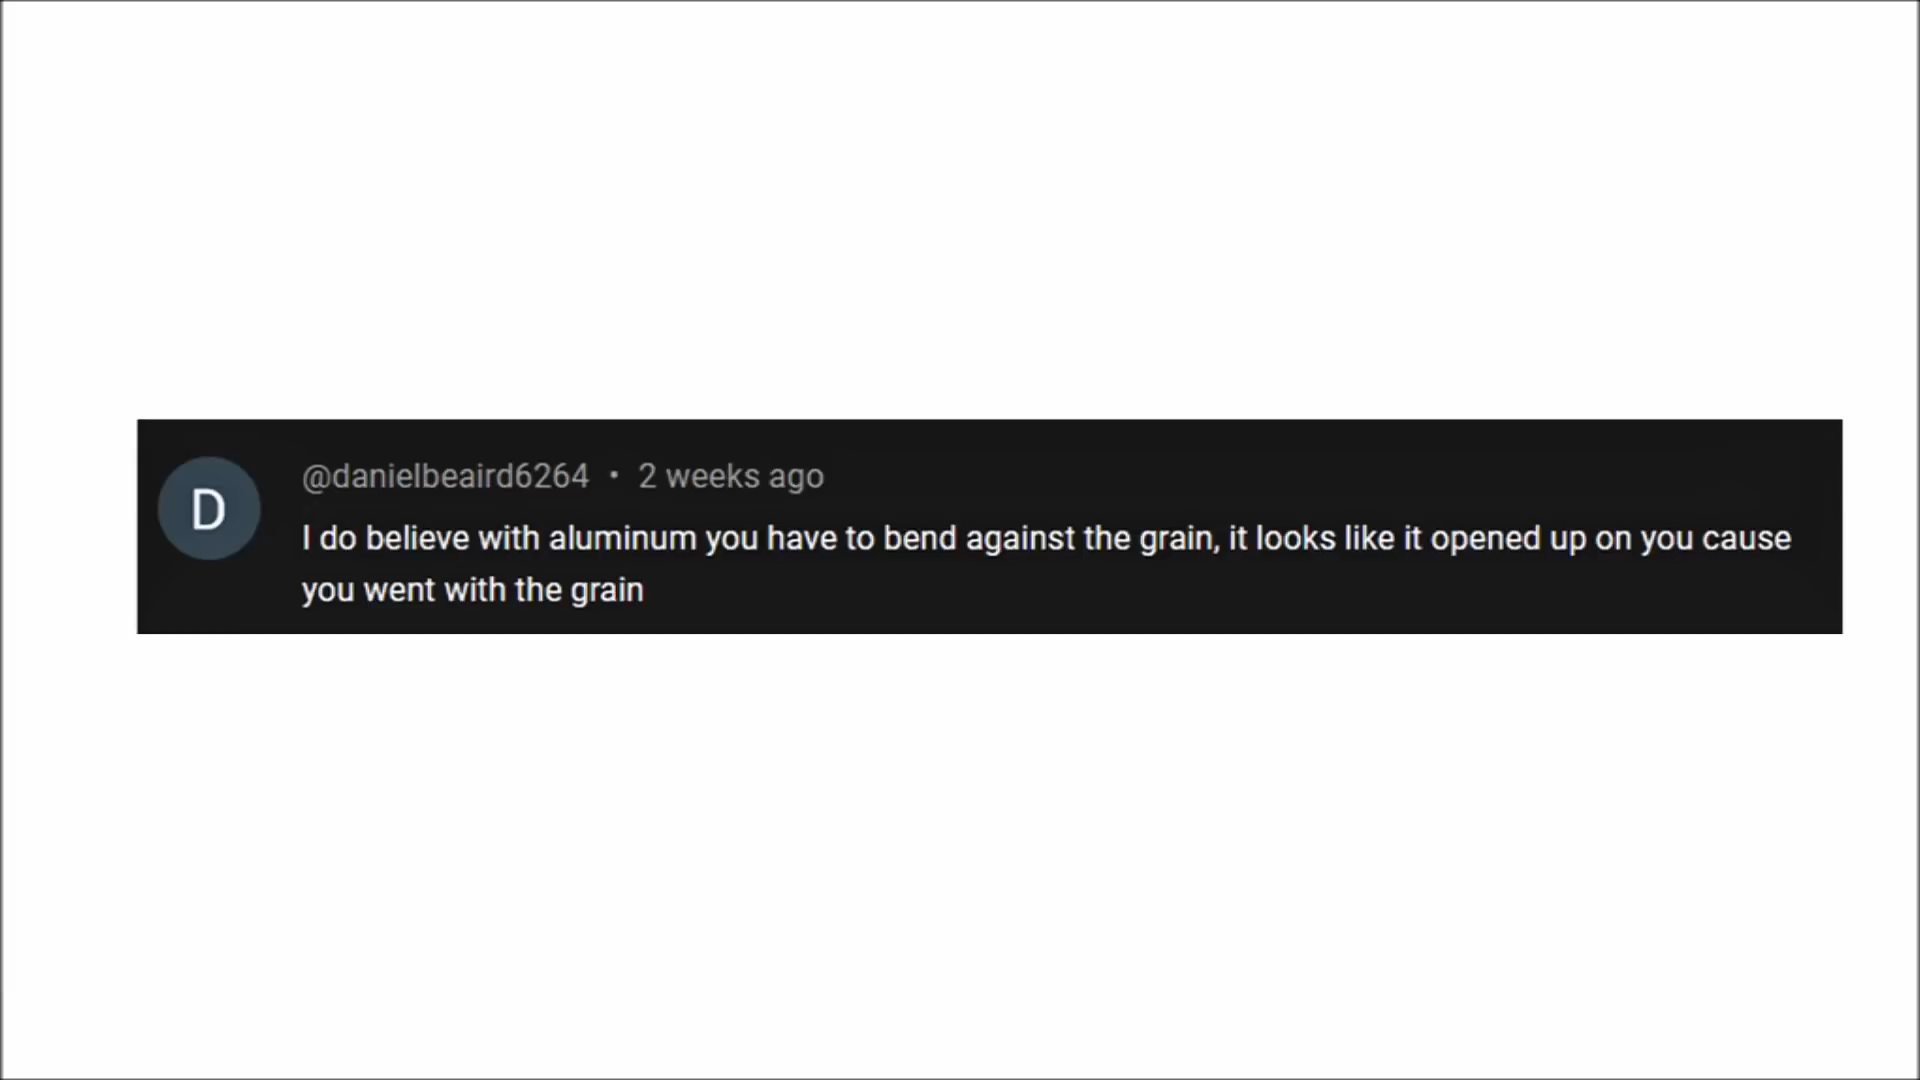 D
@danielbeaird6264 • 2 weeks ago
I do believe with aluminum you have to bend against the grain, it looks like it opened up on you cause
you went with the grain